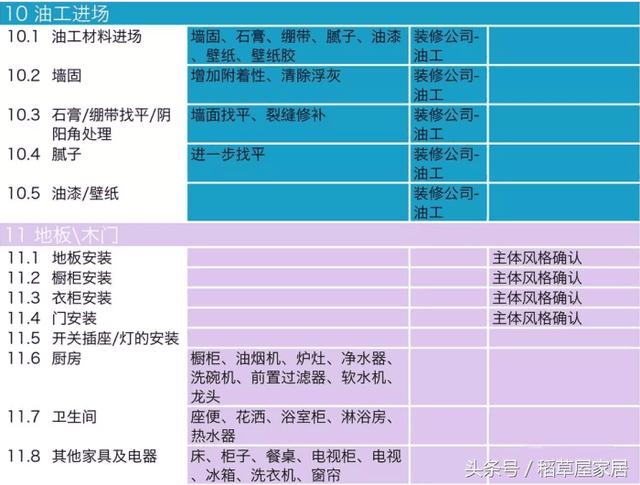 10 油工进场
10.1 油工材料进场 墙固、石膏、绷带、腻子、油漆 装修公司-
、壁纸、壁纸胶 油工
10.2 墙固 增加附着性、清除浮灰 装修公司-
油工
10.3 石膏/绷带找平/阴 墙面找平、裂缝修补 装修公司-
阳角处理 油工
10.4 腻子 进一步找平 装修公司-
油工
10.5 油漆/壁纸 装修公司-
油工
11 地板\木门
11.1 地板安装 主体风格确认
11.2 橱柜安装 主体风格确认
11.3 衣柜安装 主体风格确认
11.4 门安装 主体风格确认
11.5 开关插座/灯的安装
11.6 厨房 橱柜、油烟机、炉灶、净水器、
洗碗机、前置过滤器、软水机、
龙头
11.7 卫生间 座便、花洒、浴室柜、淋浴房、
热水器
11.8 其他家具及电器 床、柜子、餐桌、电视柜、电视
、冰箱、洗衣机、窗帘
头条号 / 稻草屋家居